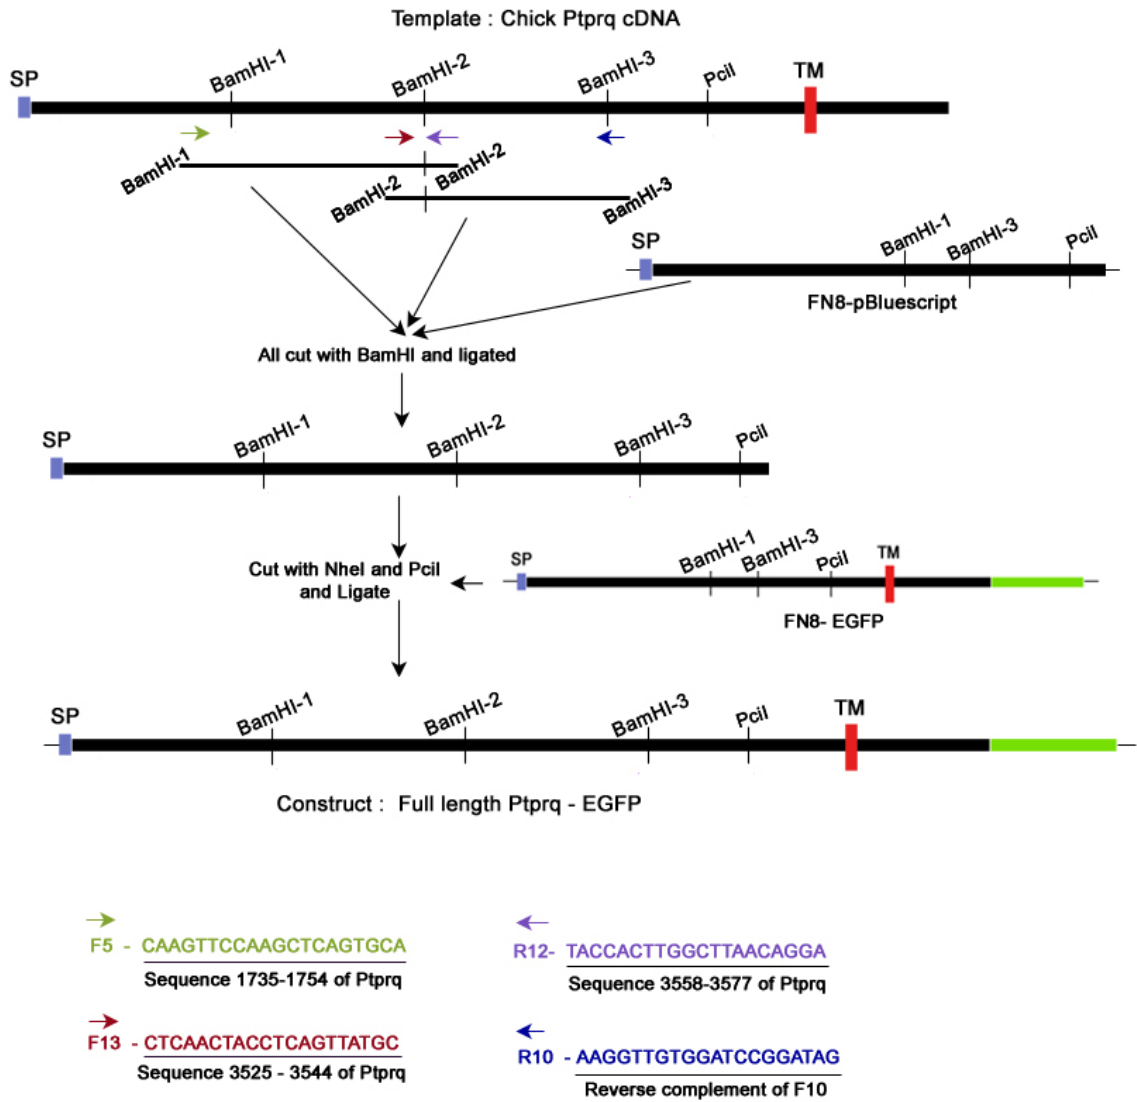 Template : Chick Ptprq cDNA
SP
BamHI-1
BamHI-2
BamHI-3
PciI
TM
BamHI-1
BamHI-2
BamHI-2
BamHI-3
SP
BamHI-1
BamHI-3
PciI
FN8-pBluescript
All cut with BamHI and ligated
SP
BamHI-1
BamHI-2
BamHI-3
PciI
Cut with NheI and PciI
and Ligate
SP
BamHI-1
BamHI-3
PciI
TM
FN8- EGFP
SP
BamHI-1
BamHI-2
BamHI-3
PciI
TM
Construct : Full length Ptprq - EGFP
F5 - CAAGTTCCAAGCTCAGTGCA
Sequence 1735-1754 of Ptprq
R12- TACCACTTGGCTTAACAGGA
Sequence 3558-3577 of Ptprq
F13 - CTCAACTACCTCAGTTATGC
Sequence 3525 - 3544 of Ptprq
R10 - AAGGTTGTGGATCCGGATAG
Reverse complement of F10